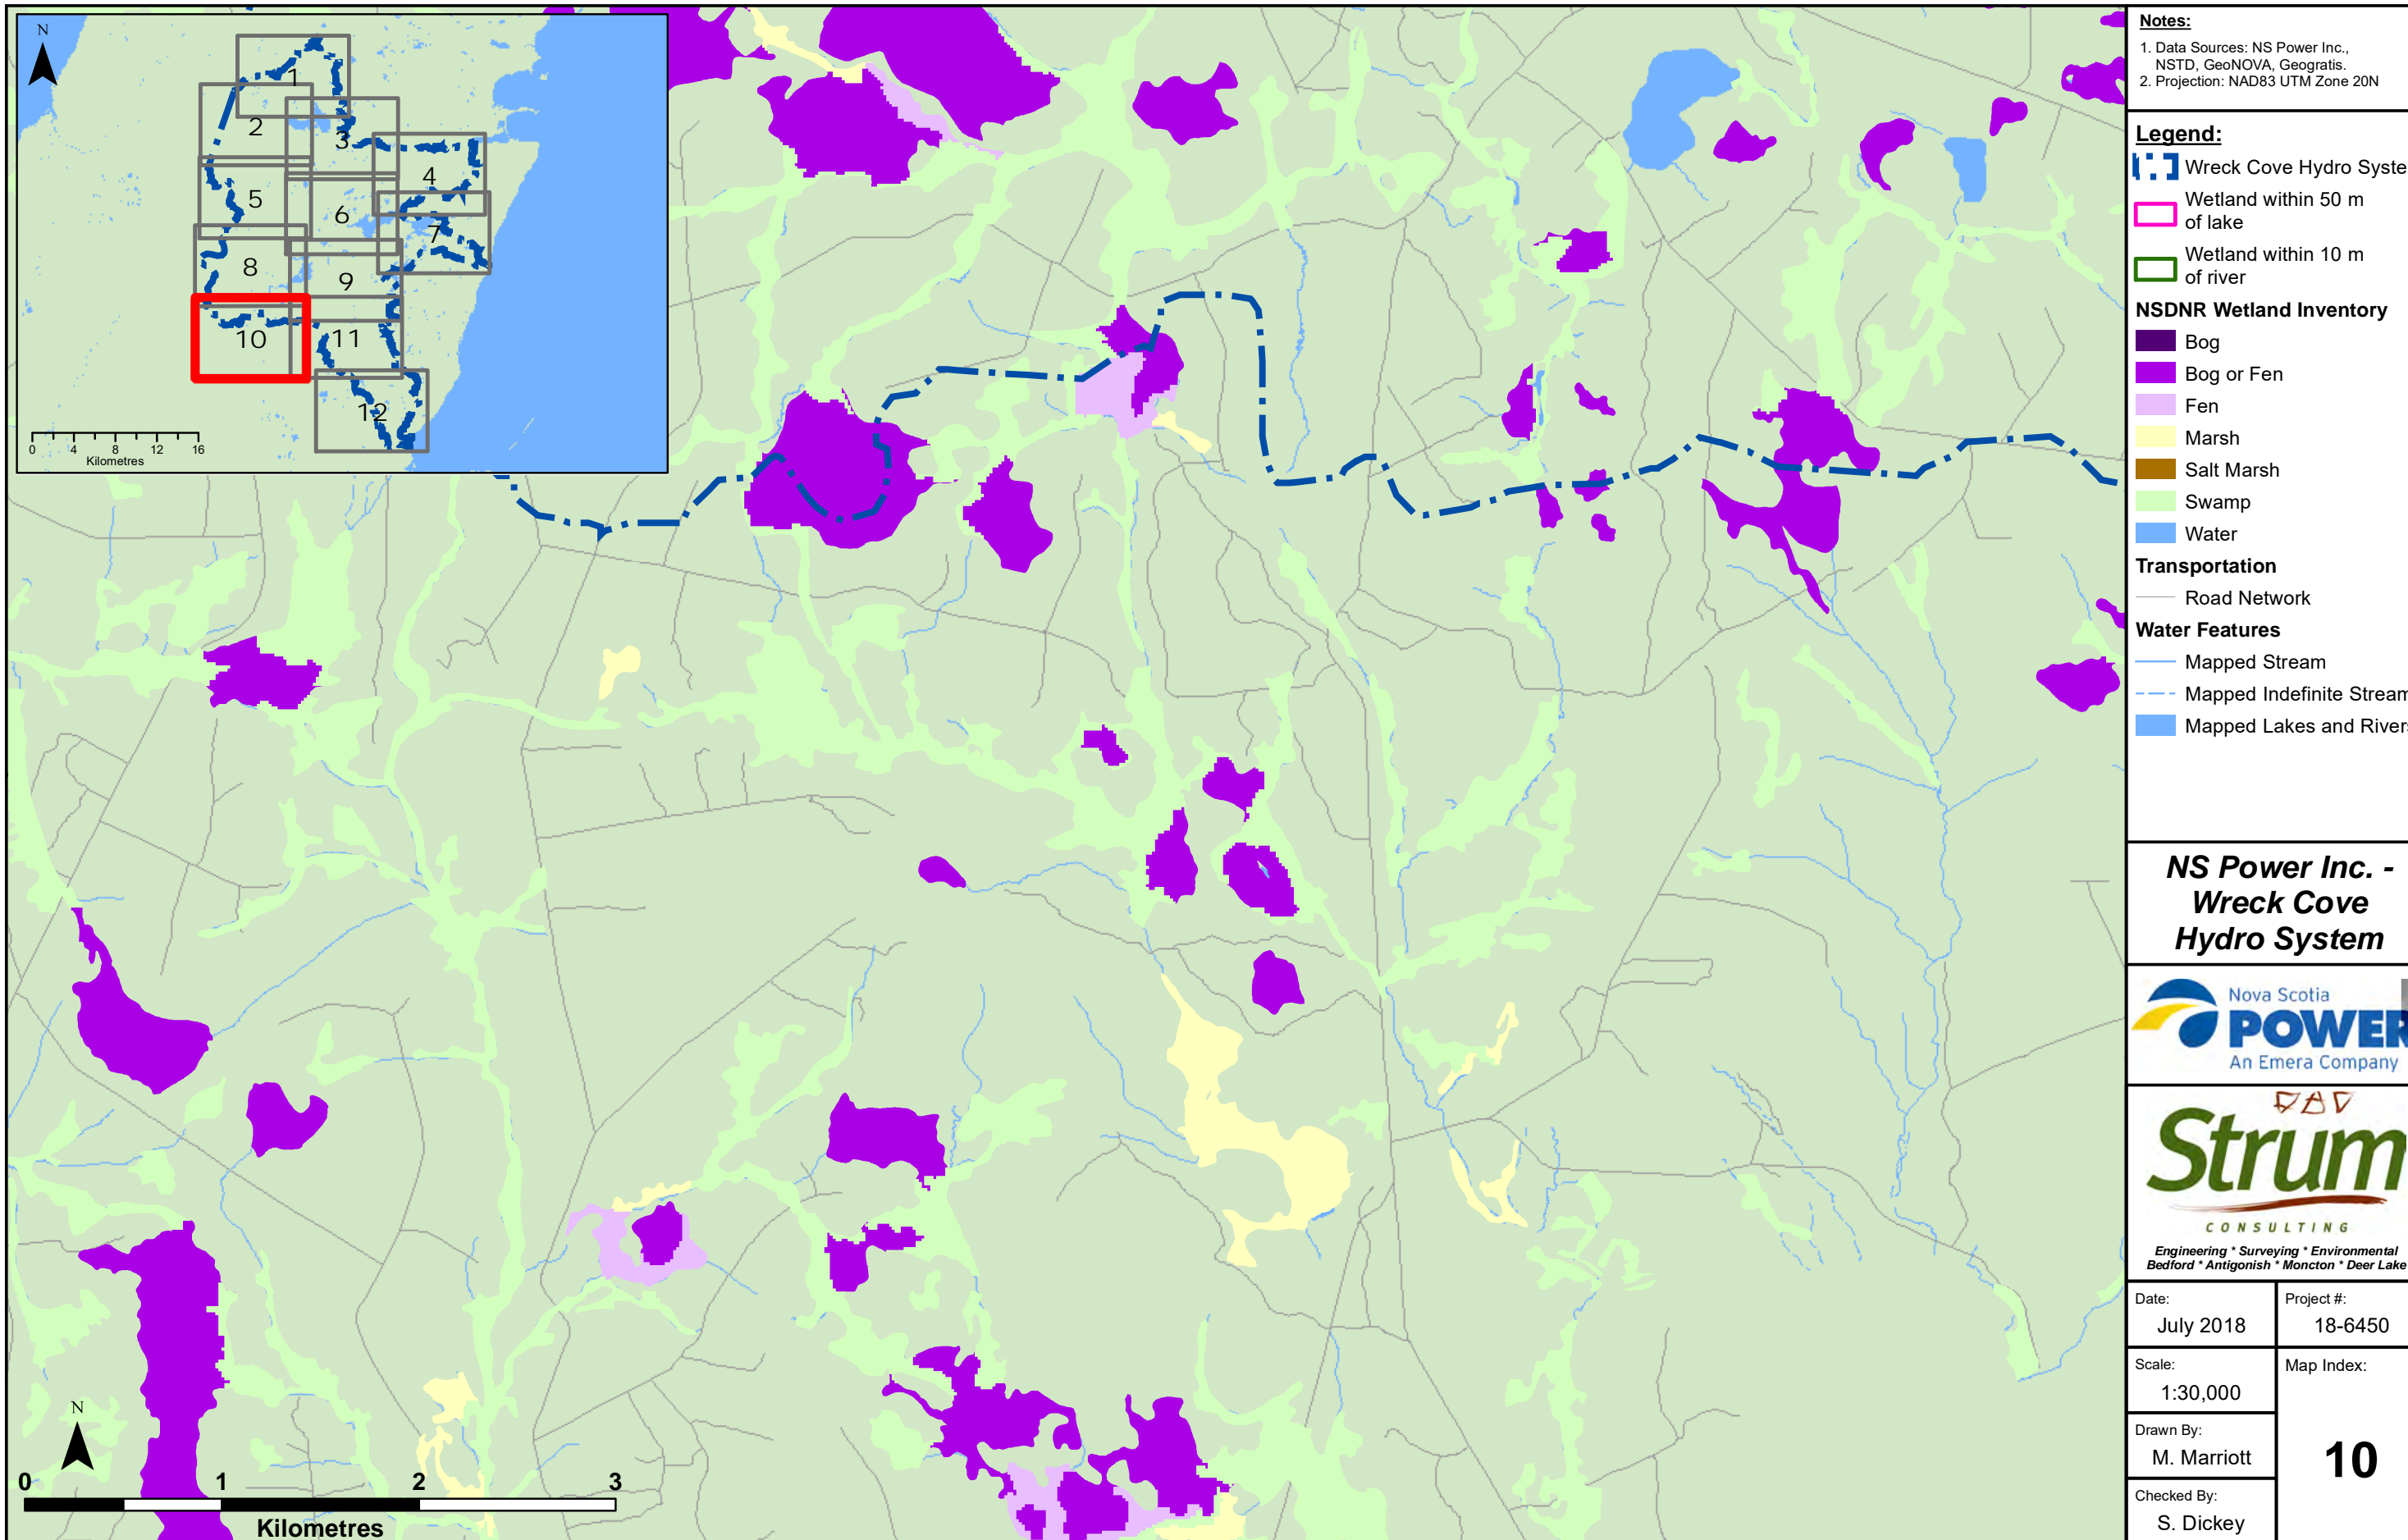 N
1
2
3
4
5
6
7
8
9
10
11
12
0 4 8 12 16
Kilometres
N
0 1 2 3
Kilometres
Notes:
1. Data Sources: NS Power Inc.,
NSTD, GeoNOVA, Geogratis.
2. Projection: NAD83 UTM Zone 20N
Legend:
Wreck Cove Hydro Syste
Wetland within 50 m
of lake
Wetland within 10 m
of river
NSDNR Wetland Inventory
Bog
Bog or Fen
Fen
Marsh
Salt Marsh
Swamp
Water
Transportation
Road Network
Water Features
Mapped Stream
Mapped Indefinite Stream
Mapped Lakes and Rivers
NS Power Inc. -
Wreck Cove
Hydro System
Nova Scotia
POWER
An Emera Company
Strum
CONSULTING
Engineering * Surveying * Environmental
Bedford * Antigonish * Moncton * Deer Lake
Date:
July 2018
Project #:
18-6450
Scale:
1:30,000
Map Index:
10
Drawn By:
M. Marriott
Checked By:
S. Dickey